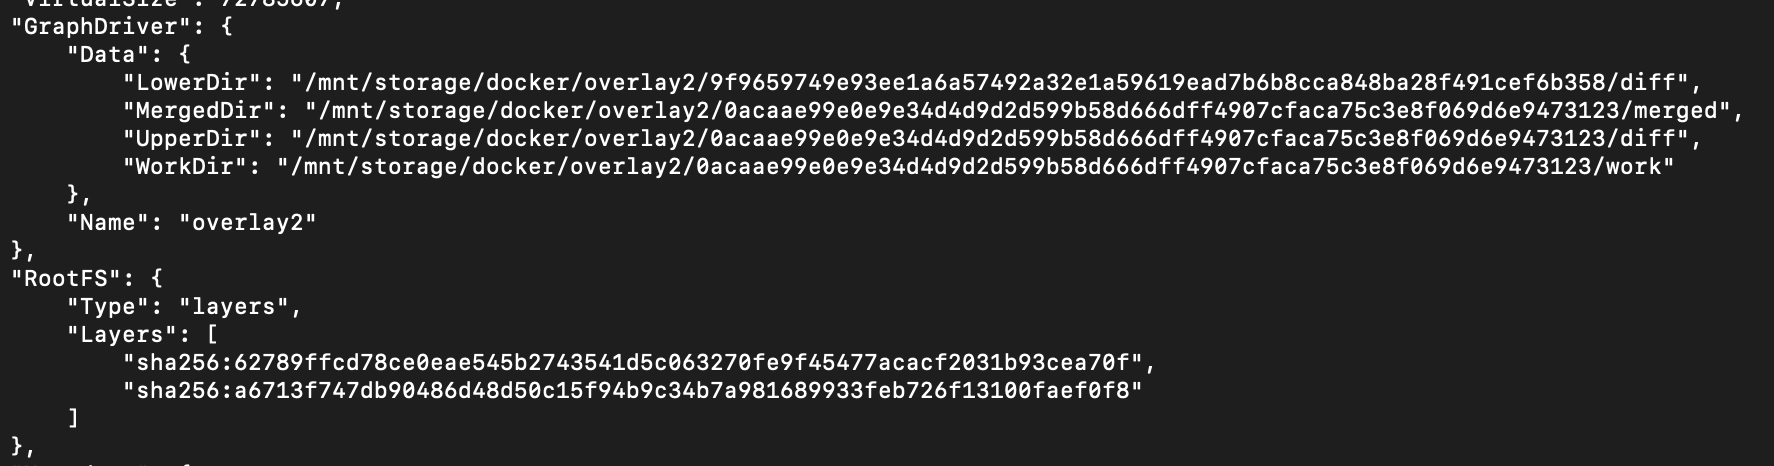 "VirtualSize": 72783607,
"GraphDriver": {
    "Data": {
        "LowerDir": "/mnt/storage/docker/overlay2/9f9659749e93ee1a6a57492a32e1a59619ead7b6b8cca848ba28f491cef6b358/diff",
        "MergedDir": "/mnt/storage/docker/overlay2/0acaae99e0e9e34d4d9d2d599b58d666dff4907cfaca75c3e8f069d6e9473123/merged",
        "UpperDir": "/mnt/storage/docker/overlay2/0acaae99e0e9e34d4d9d2d599b58d666dff4907cfaca75c3e8f069d6e9473123/diff",
        "WorkDir": "/mnt/storage/docker/overlay2/0acaae99e0e9e34d4d9d2d599b58d666dff4907cfaca75c3e8f069d6e9473123/work"
    },
    "Name": "overlay2"
},
"RootFS": {
    "Type": "layers",
    "Layers": [
        "sha256:62789ffcd78ce0eae545b2743541d5c063270fe9f45477acacf2031b93cea70f",
        "sha256:a6713f747db90486d48d50c15f94b9c34b7a981689933feb726f13100faef0f8"
    ]
},